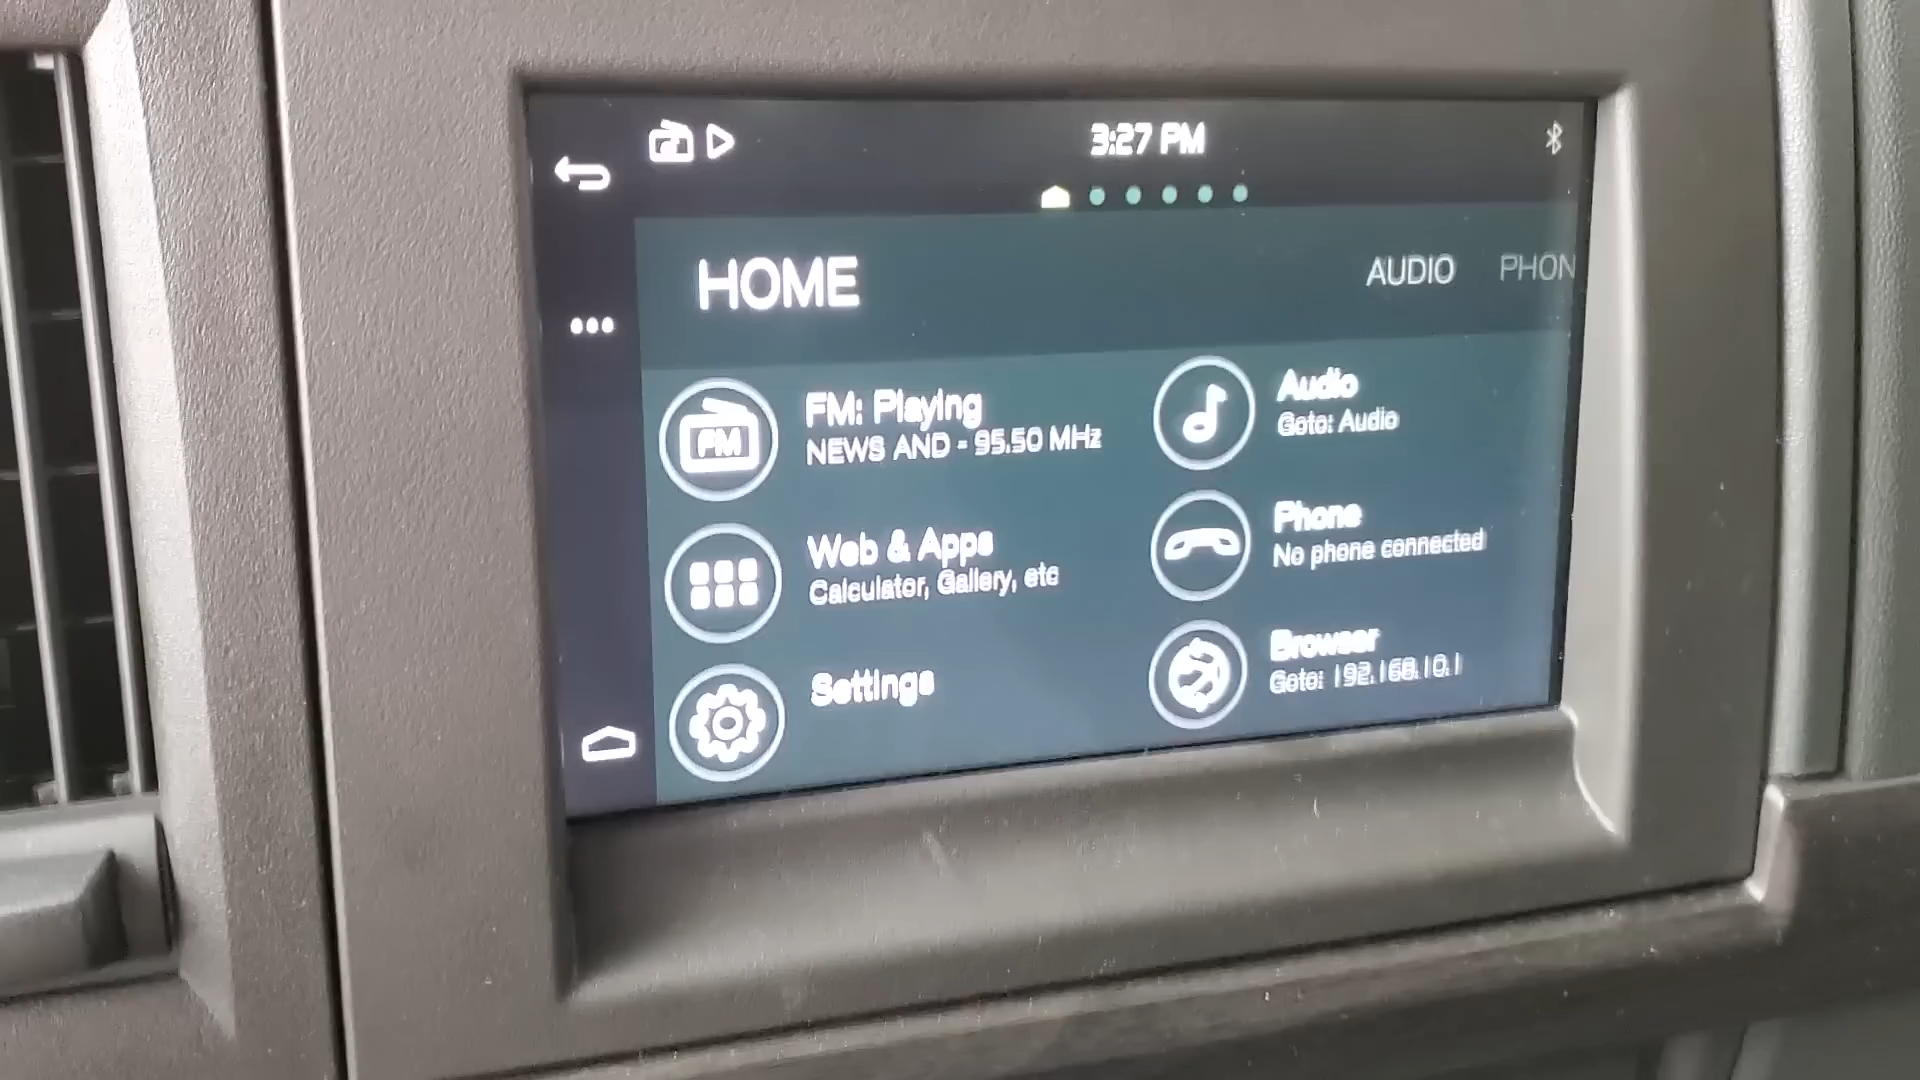 3:27 PM
HOME
AUDIO
PHON
FM
FM: Playing
NEWS AND - 95.50 MHz
Audio
Goto: Audio
Web & Apps
Calculator, Gallery, etc
Phone
No phone connected
Settings
Browser
Goto: 192.168.10.1